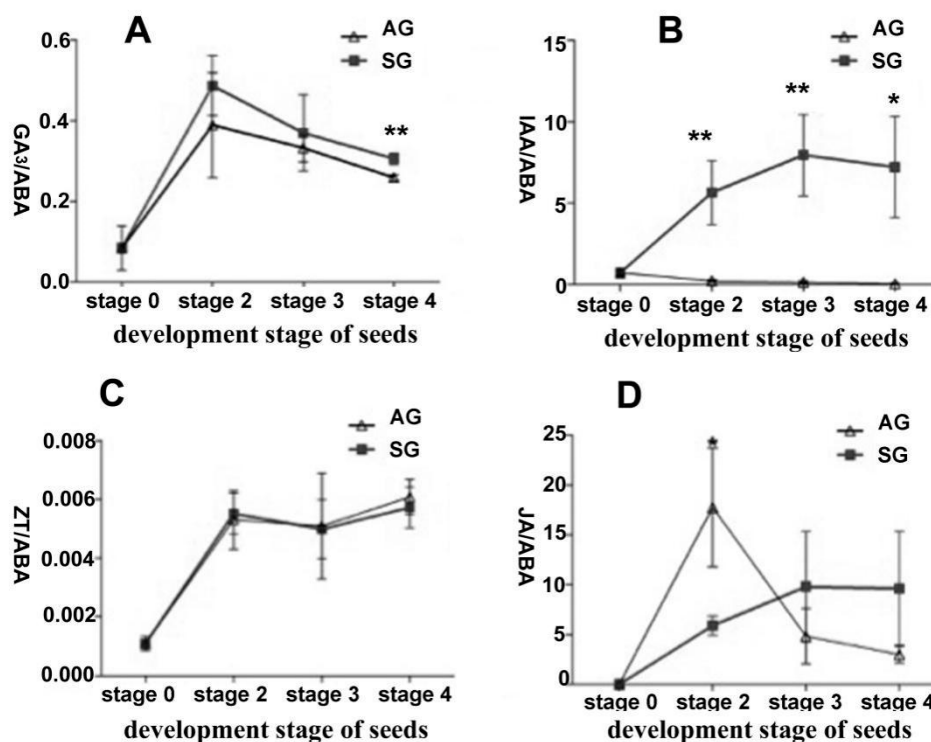 A
AG
SG
0.6
0.4
0.2
0.0
GA3/ABA
stage 0 stage 2 stage 3 stage 4
development stage of seeds
**
B
AG
SG
15
10
5
0
IAA/ABA
** ** *
stage 0 stage 2 stage 3 stage 4
development stage of seeds
C
AG
SG
0.008
0.006
0.004
0.002
0.000
ZT/ABA
stage 0 stage 2 stage 3 stage 4
development stage of seeds
D
AG
SG
25
20
15
10
5
0
JA/ABA
*
stage 0 stage 2 stage 3 stage 4
development stage of seeds